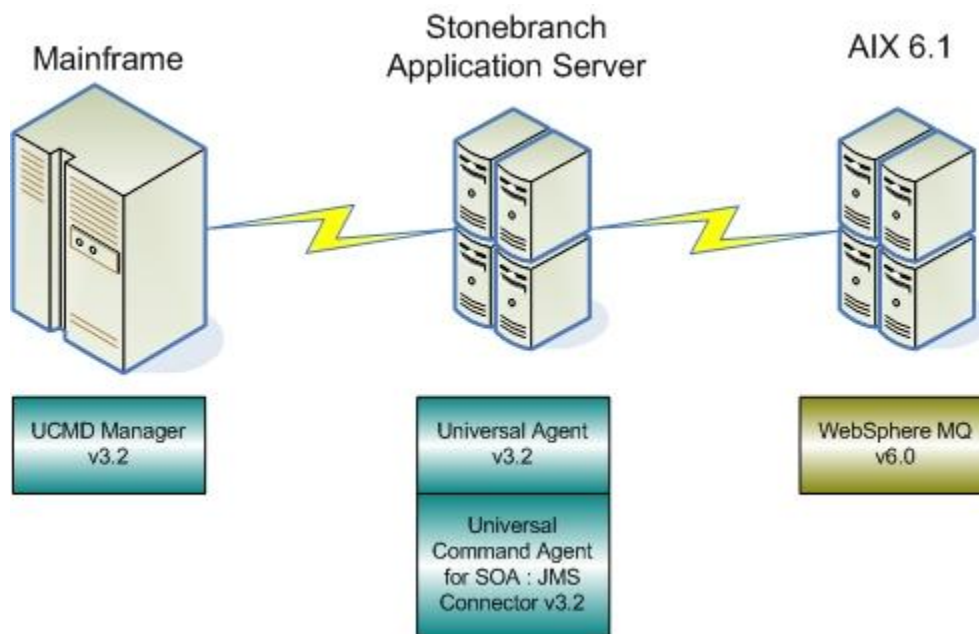 Mainframe
Stonebranch
Application Server
AIX 6.1
UCMD Manager
v3.2
Universal Agent
v3.2
WebSphere MQ
v6.0
Universal
Command Agent
for SOA : JMS
Connector v3.2